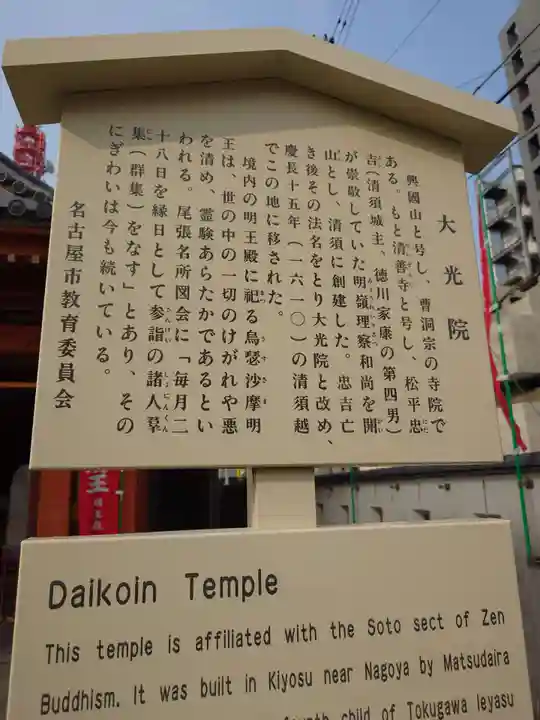 大光院
興國山と号し、曹洞宗の寺院で
ある。もと清善寺と号し、松平忠
吉(清須城主、徳川家康の第四男)
が崇敬していた明嶺理察和尚を開
山とし、清須に創建した。忠吉亡
き後その法名をとり大光院と改め、
慶長十五年(一六一〇)の清須越
でこの地に移された。
境内の明王殿に祀る烏瑟沙摩明
王は、世の中の一切のけがれや悪
を清め、霊験あらたかであるとい
われる。尾張名所図会に「毎月二
十八日を縁日として参詣の諸人羣
集(群集)をなす」とあり、その
にぎわいは今も続いている。
名古屋市教育委員会
Daikoin Temple
This temple is affiliated with the Soto sect of Zen
Buddhism. It was built in Kiyosu near Nagoya by Matsudaira
fourth child of Tokugawa Ieyasu
王